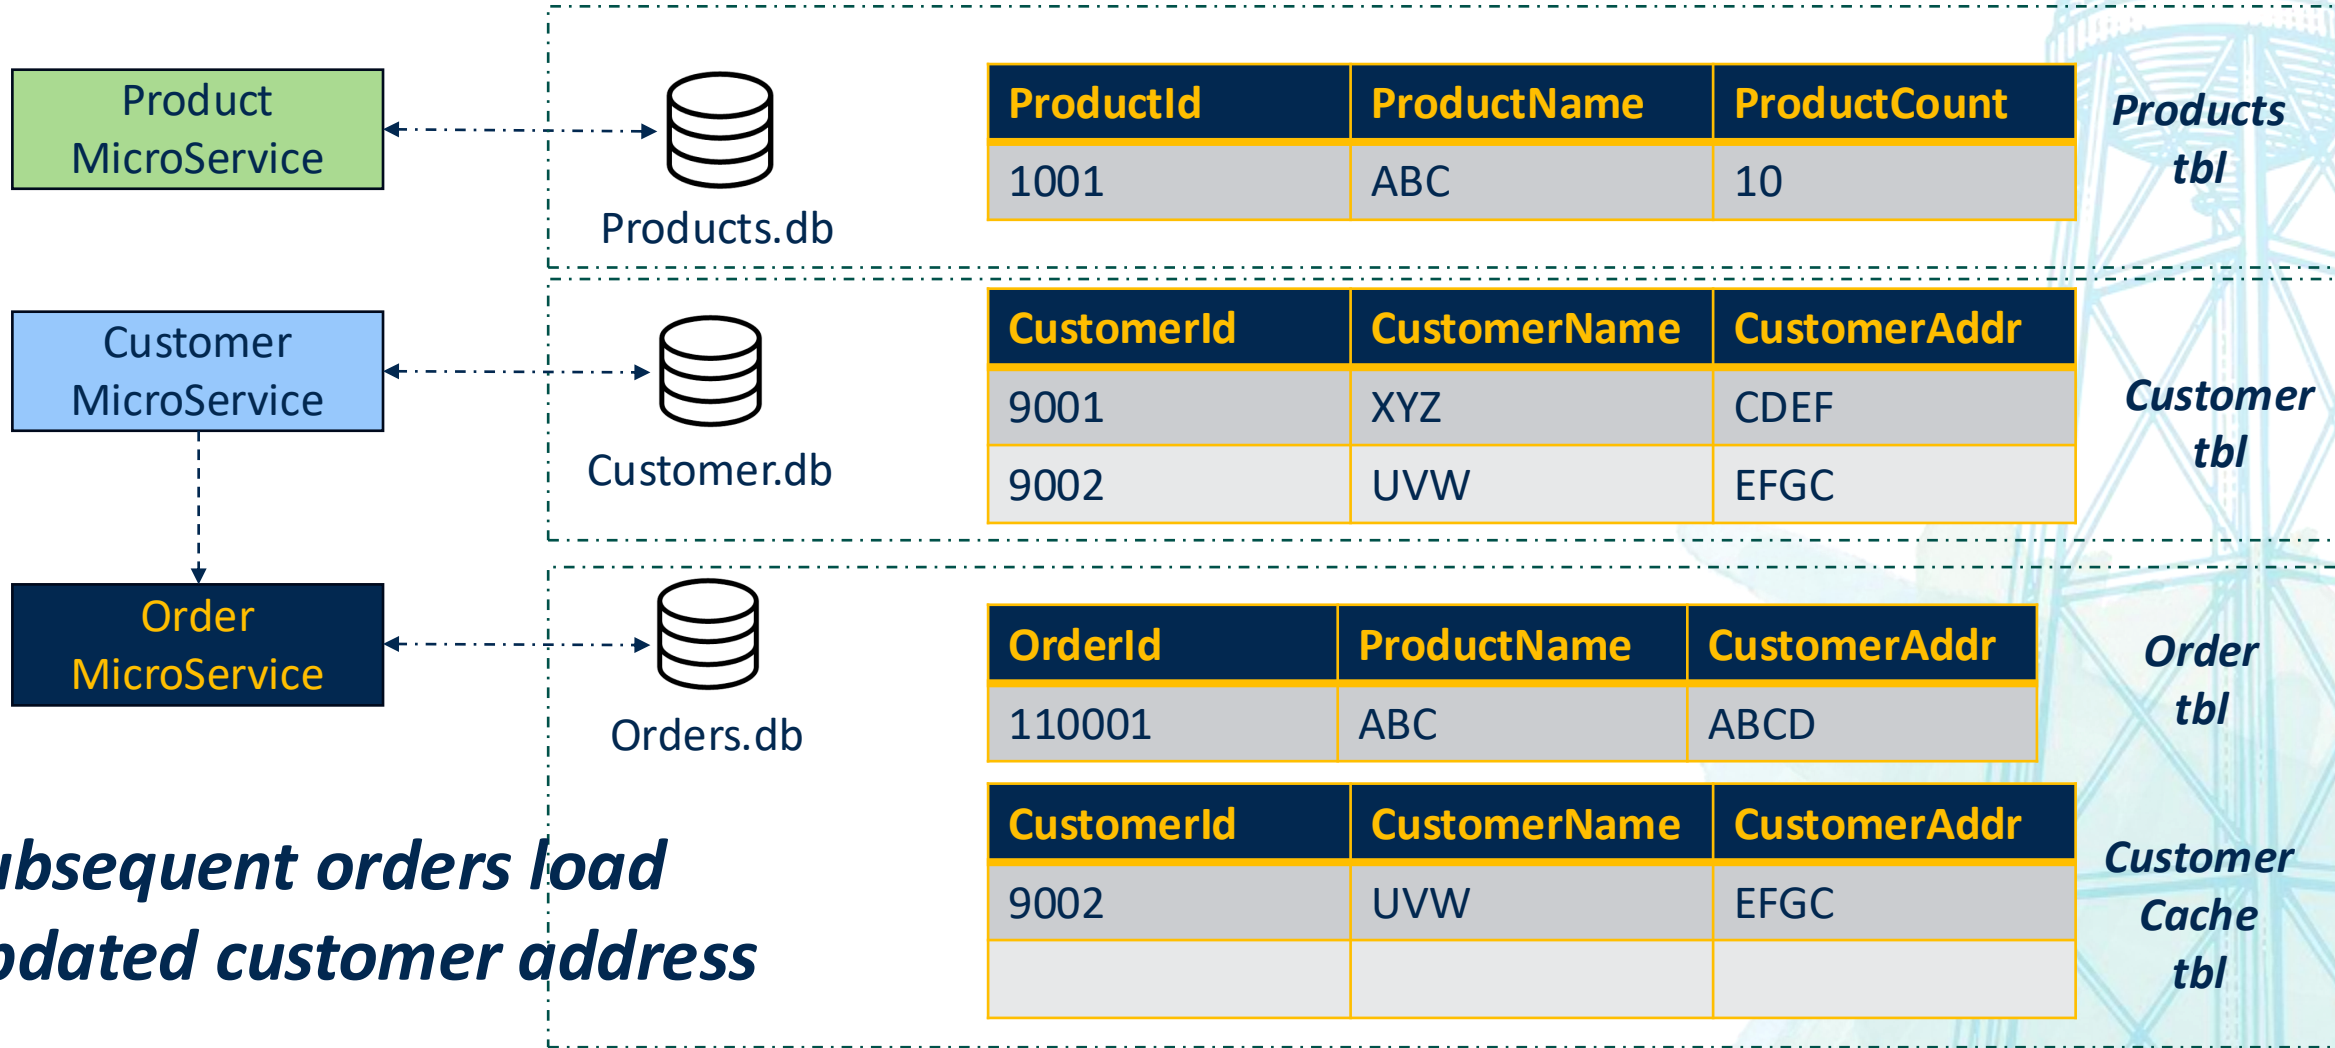 Product
MicroService
Products.db
ProductId ProductName ProductCount
1001 ABC 10
Products
tbl
Customer
MicroService
Customer.db
CustomerId CustomerName CustomerAddr
9001 XYZ CDEF
9002 UVW EFGC
Customer
tbl
Order
MicroService
Orders.db
OrderId ProductName CustomerAddr
110001 ABC ABCD
Order
tbl
CustomerId CustomerName CustomerAddr
9002 UVW EFGC
Customer
Cache
tbl
ubsequent orders load
pdated customer address